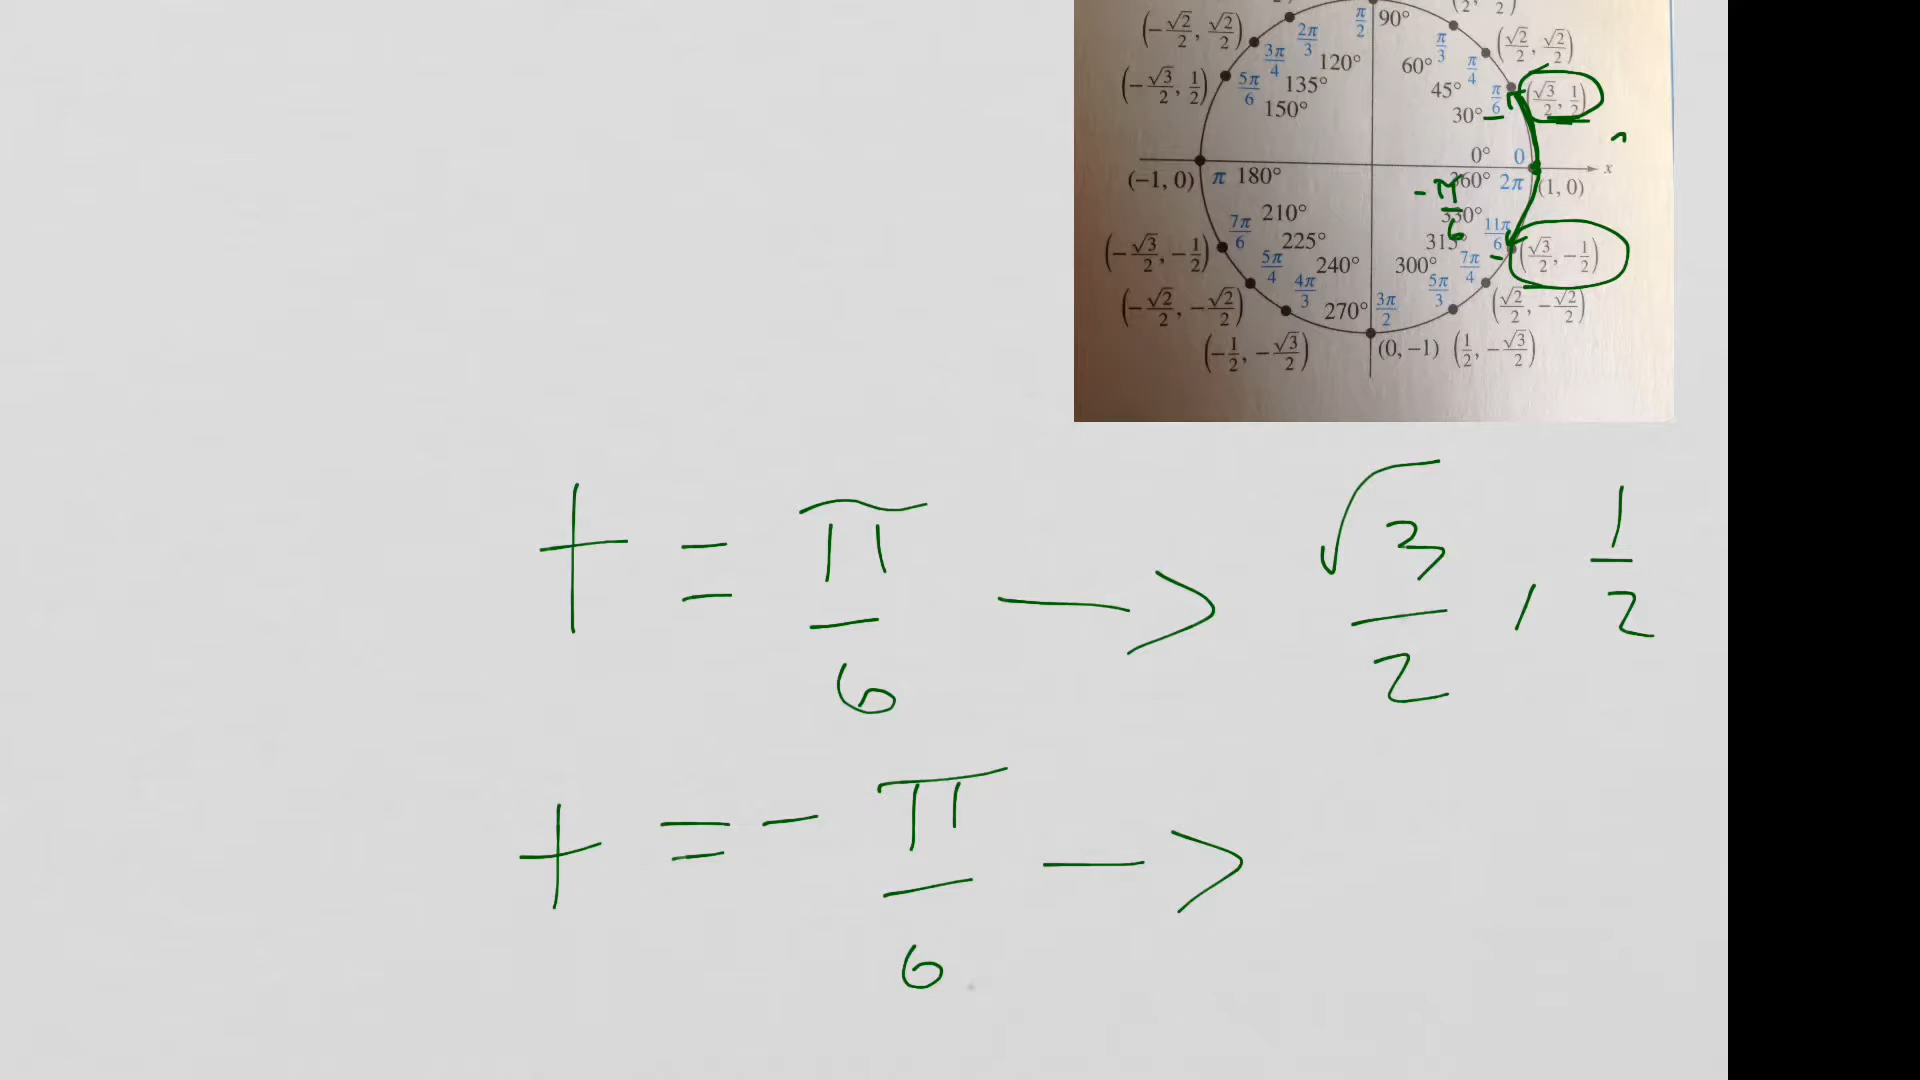 (-√2/2, √2/2) 2π/3 π/2 90° π/3 (√2/2, √2/2)
3π/4 120° 60° π/4
(-√3/2, 1/2) 5π/6 135° 45° π/6 (√3/2, 1/2)
150° 30°
0° 0 x
(-1, 0) π 180° 360° 2π (1, 0)
-π/6
7π/6 210° 330° 11π/6
(-√3/2, -1/2) 225° 315° (√3/2, -1/2)
5π/4 240° 300° 7π/4
(-√2/2, -√2/2) 4π/3 270° 3π/2 5π/3 (√2/2, -√2/2)
(-1/2, -√3/2) (0, -1) (1/2, -√3/2)
t = π/6 → √3/2, 1/2
t = -π/6 →